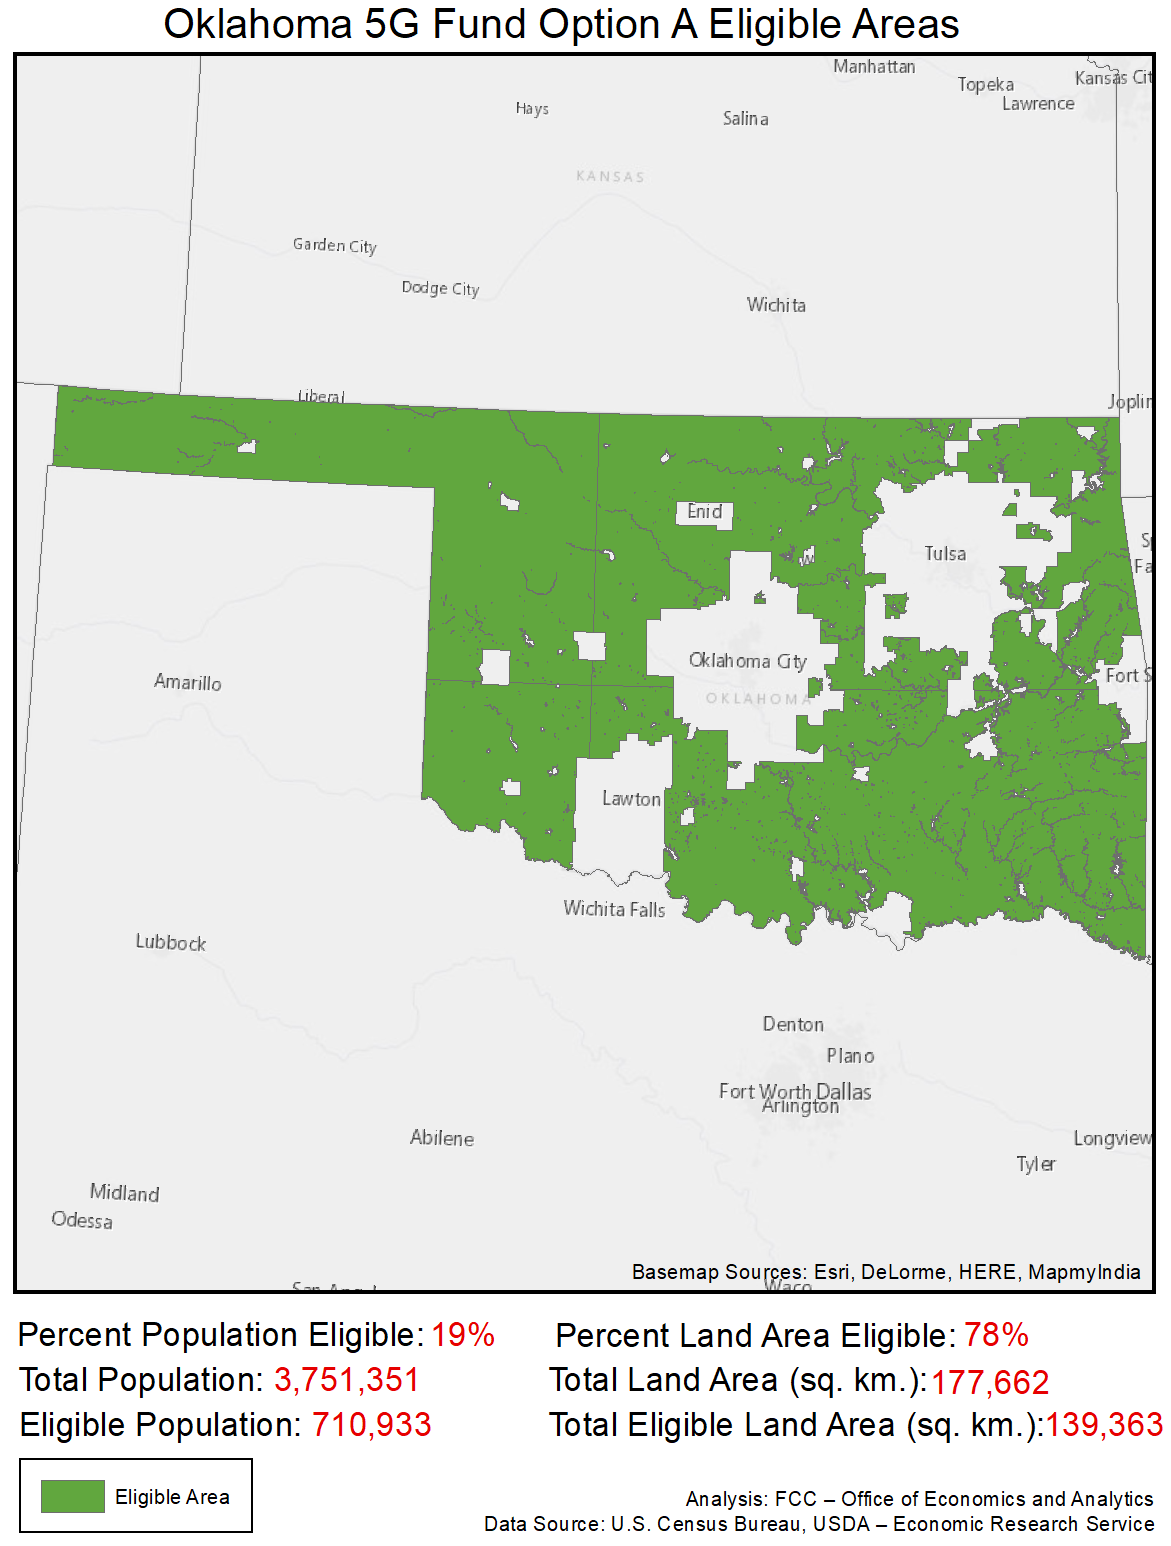 Oklahoma 5G Fund Option A Eligible Areas
Manhattan
Topeka
Kansas Cit
Lawrence
Hays
Salina
KANSAS
Garden City
Dodge City
Wichita
Liberal
Joplin
Enid
Tulsa
Oklahoma City
OKLAHOMA
Amarillo
Fort S
Lawton
Wichita Falls
Lubbock
Denton
Plano
Fort Worth
Dallas
Arlington
Abilene
Longview
Tyler
Midland
Odessa
Basemap Sources: Esri, DeLorme, HERE, MapmyIndia
Waco
Percent Population Eligible: 19%
Total Population: 3,751,351
Eligible Population: 710,933
Percent Land Area Eligible: 78%
Total Land Area (sq. km.): 177,662
Total Eligible Land Area (sq. km.): 139,363
Eligible Area
Analysis: FCC – Office of Economics and Analytics
Data Source: U.S. Census Bureau, USDA – Economic Research Service